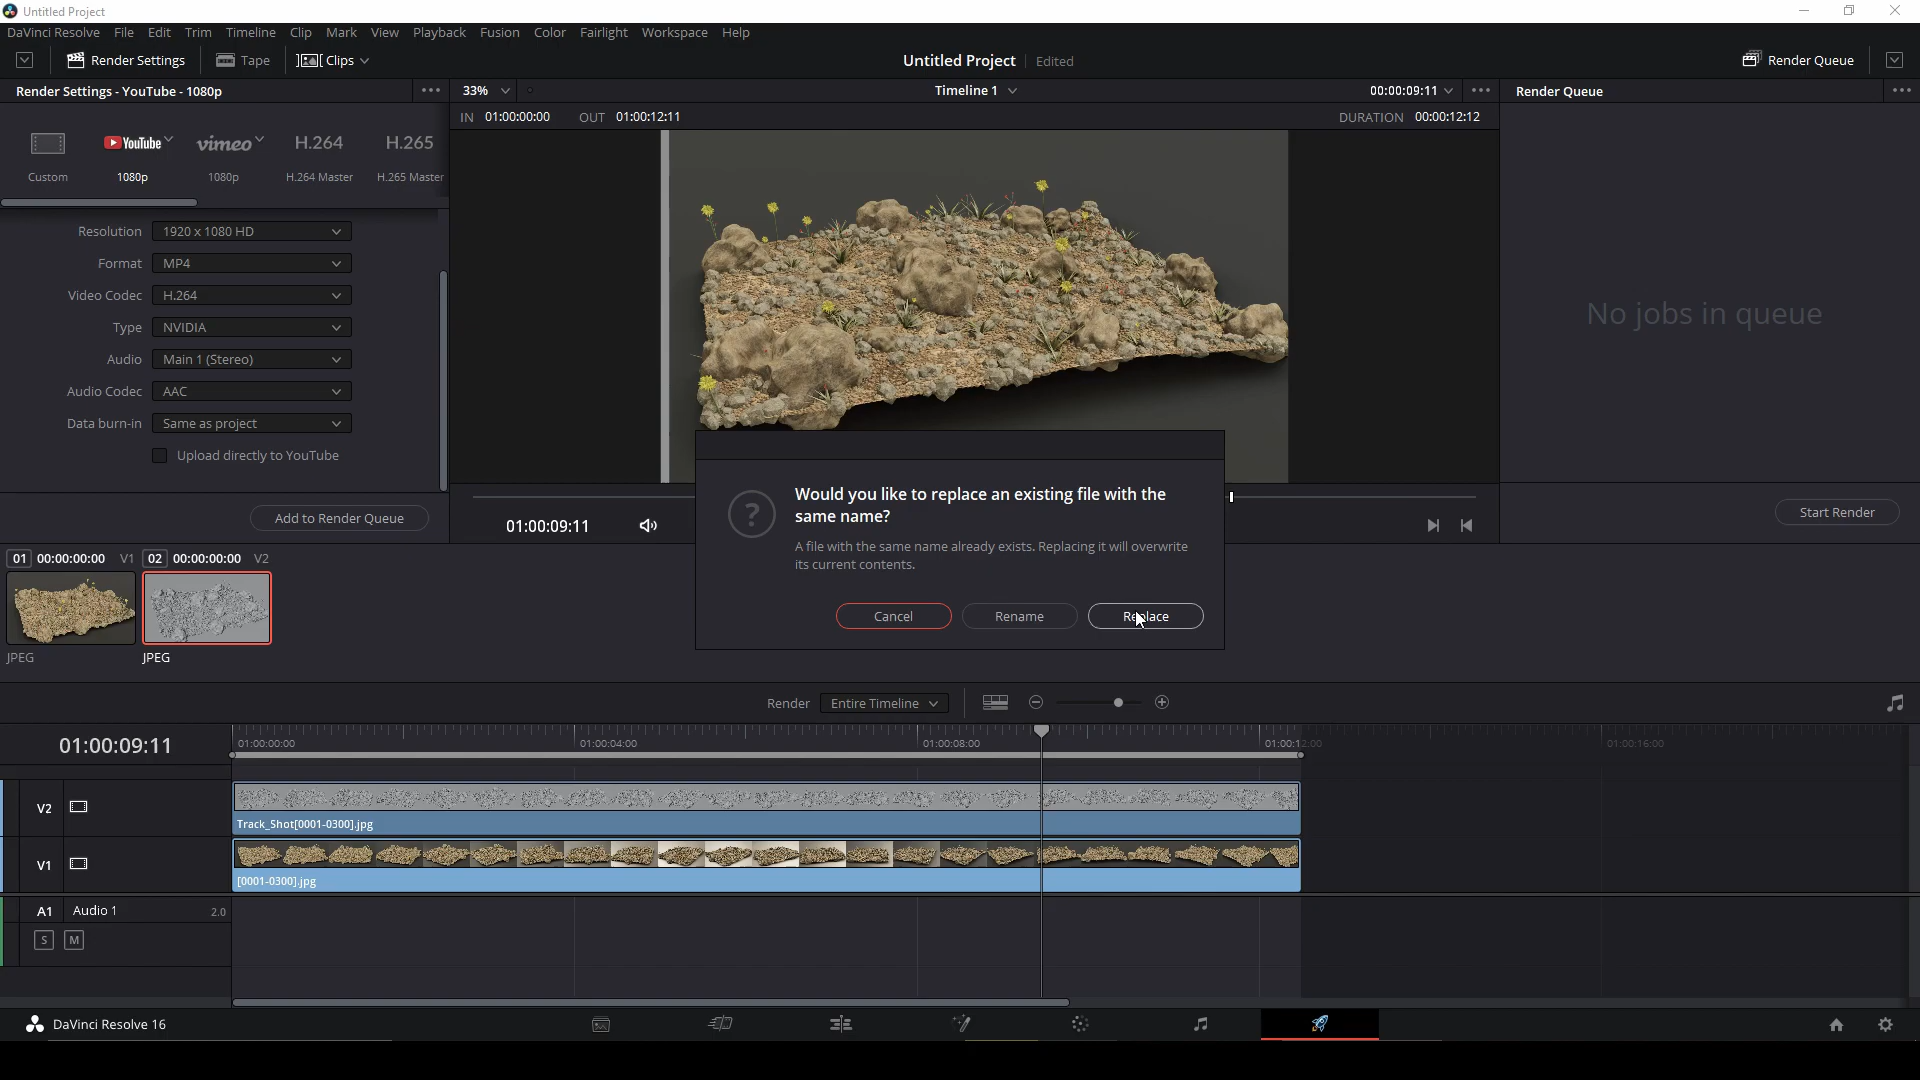 Untitled Project
DaVinci Resolve File Edit Trim Timeline Clip Mark View Playback Fusion Color Fairlight Workspace Help
Render Settings Tape Clips Untitled Project Edited Render Queue
Render Settings - YouTube - 1080p 33% Timeline 1 00:00:09:11 Render Queue
IN 01:00:00:00 OUT 01:00:12:11 DURATION 00:00:12:12
YouTube vimeo H.264 H.265
Custom 1080p 1080p H.264 Master H.265 Master
Resolution 1920 x 1080 HD
Format MP4
Video Codec H.264
No jobs in queue
Type NVIDIA
Audio Main 1 (Stereo)
Audio Codec AAC
Data burn-in Same as project
Upload directly to YouTube
Would you like to replace an existing file with the
same name?
A file with the same name already exists. Replacing it will overwrite
its current contents.
Cancel Rename Replace
Add to Render Queue 01:00:09:11 Start Render
01 00:00:00:00 V1 02 00:00:00:00 V2
JPEG JPEG
Render Entire Timeline
01:00:09:11 01:00:00:00 01:00:04:00 01:00:08:00 01:00:12:00 01:00:16:00
V2
Track_Shot[0001-0300].jpg
V1
[0001-0300].jpg
A1 Audio 1 2.0
S M
DaVinci Resolve 16